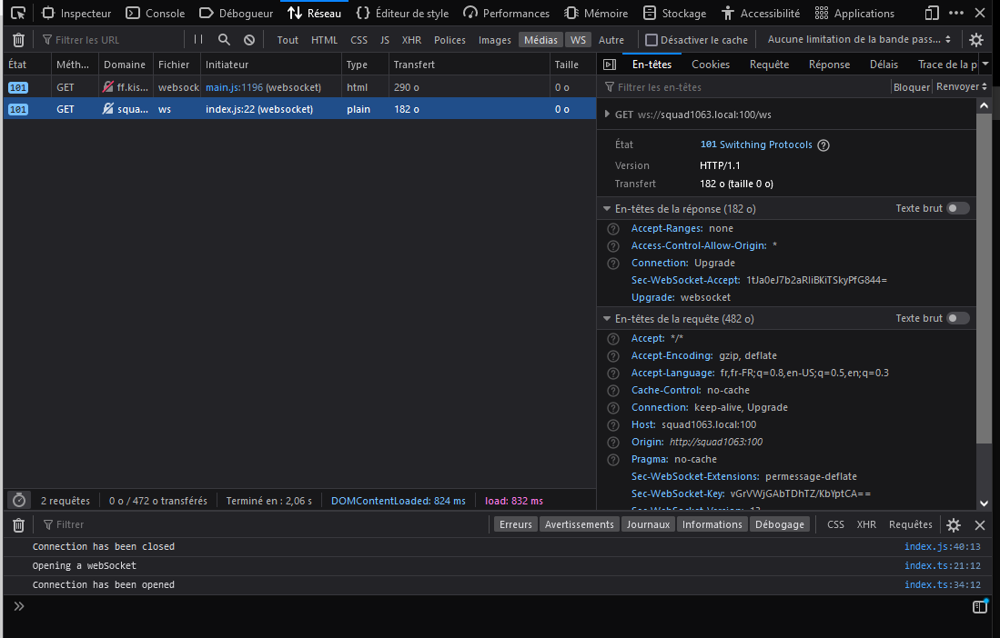 Inspecteur Console Débogueur Réseau Éditeur de style Performances Mémoire Stockage Accessibilité Applications
Filtrer les URL Tout HTML CSS JS XHR Polices Images Médias WS Autre Désactiver le cache Aucune limitation de la bande pass...
État Méth... Domaine Fichier Initiateur Type Transfert Taille
101 GET ff.kis... websock main.js:1196 (websocket) html 290 o 0 o
101 GET squa... ws index.js:22 (websocket) plain 182 o 0 o
En-têtes Cookies Requête Réponse Délais Trace de la p
Filtrer les en-têtes Bloquer Renvoyer
GET ws://squad1063.local:100/ws
État 101 Switching Protocols
Version HTTP/1.1
Transfert 182 o (taille 0 o)
En-têtes de la réponse (182 o) Texte brut
Accept-Ranges: none
Access-Control-Allow-Origin: *
Connection: Upgrade
Sec-WebSocket-Accept: 1tJa0eJ7b2aRIiBKiTSkyPfG844=
Upgrade: websocket
En-têtes de la requête (482 o) Texte brut
Accept: */*
Accept-Encoding: gzip, deflate
Accept-Language: fr,fr-FR;q=0.8,en-US;q=0.5,en;q=0.3
Cache-Control: no-cache
Connection: keep-alive, Upgrade
Host: squad1063.local:100
Origin: http://squad1063:100
Pragma: no-cache
Sec-WebSocket-Extensions: permessage-deflate
Sec-WebSocket-Key: vGrVWjGAbTDhTZ/KbYptCA==
Sec-WebSocket-Version: 13
2 requêtes 0 o / 472 o transférés Terminé en : 2,06 s DOMContentLoaded: 824 ms load: 832 ms
Filtrer Erreurs Avertissements Journaux Informations Débogage CSS XHR Requêtes
Connection has been closed index.js:40:13
Opening a webSocket index.ts:21:12
Connection has been opened index.ts:34:12